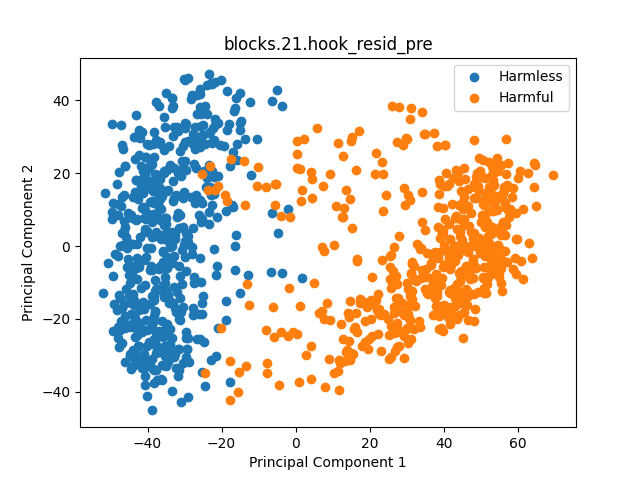 blocks.21.hook_resid_pre
Harmless
Harmful
40
20
0
−20
−40
Principal Component 2
−40
−20
0
20
40
60
Principal Component 1